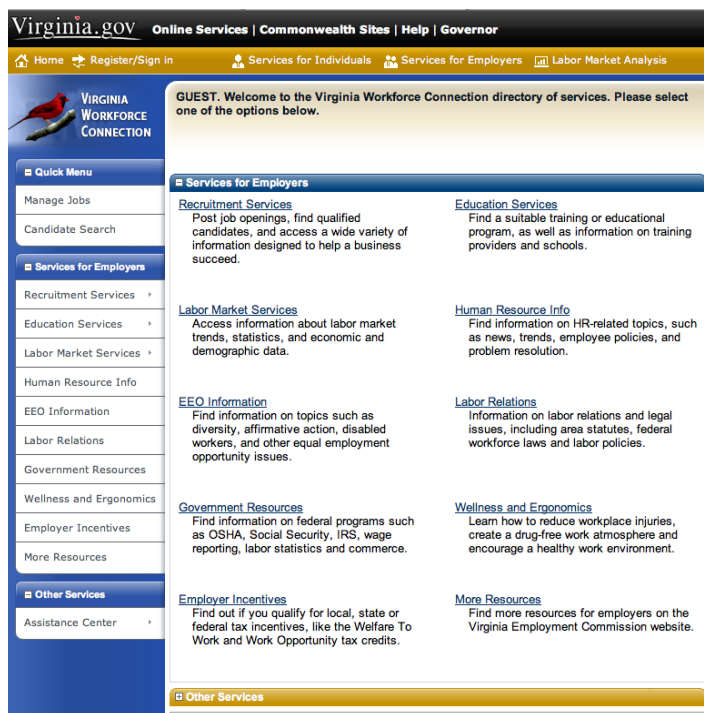 Virginia.gov Online Services | Commonwealth Sites | Help | Governor
Home Register/Sign in Services for Individuals Services for Employers Labor Market Analysis
VIRGINIA
WORKFORCE
CONNECTION
GUEST. Welcome to the Virginia Workforce Connection directory of services. Please select
one of the options below.
Quick Menu
Manage Jobs
Candidate Search
Services for Employers
Recruitment Services
Education Services
Labor Market Services
Human Resource Info
EEO Information
Labor Relations
Government Resources
Wellness and Ergonomics
Employer Incentives
More Resources
Other Services
Assistance Center
Services for Employers
Recruitment Services
Post job openings, find qualified
candidates, and access a wide variety of
information designed to help a business
succeed.
Education Services
Find a suitable training or educational
program, as well as information on training
providers and schools.
Labor Market Services
Access information about labor market
trends, statistics, and economic and
demographic data.
Human Resource Info
Find information on HR-related topics, such
as news, trends, employee policies, and
problem resolution.
EEO Information
Find information on topics such as
diversity, affirmative action, disabled
workers, and other equal employment
opportunity issues.
Labor Relations
Information on labor relations and legal
issues, including area statutes, federal
workforce laws and labor policies.
Government Resources
Find information on federal programs such
as OSHA, Social Security, IRS, wage
reporting, labor statistics and commerce.
Wellness and Ergonomics
Learn how to reduce workplace injuries,
create a drug-free work atmosphere and
encourage a healthy work environment.
Employer Incentives
Find out if you qualify for local, state or
federal tax incentives, like the Welfare To
Work and Work Opportunity tax credits.
More Resources
Find more resources for employers on the
Virginia Employment Commission website.
Other Services